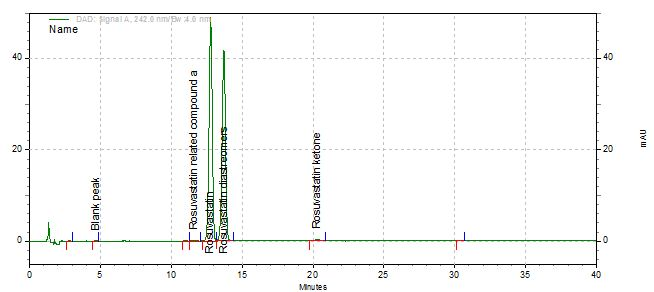 DAD: Signal A, 242.0 nm/Bw:4.0 nm
Name
40
20
0
40
20
0
mAU
Blank peak
Rosuvastatin related compound a
Rosuvastatin
Rosuvastatin diastreomers
Rosuvastatin ketone
0 5 10 15 20 25 30 35 40
Minutes